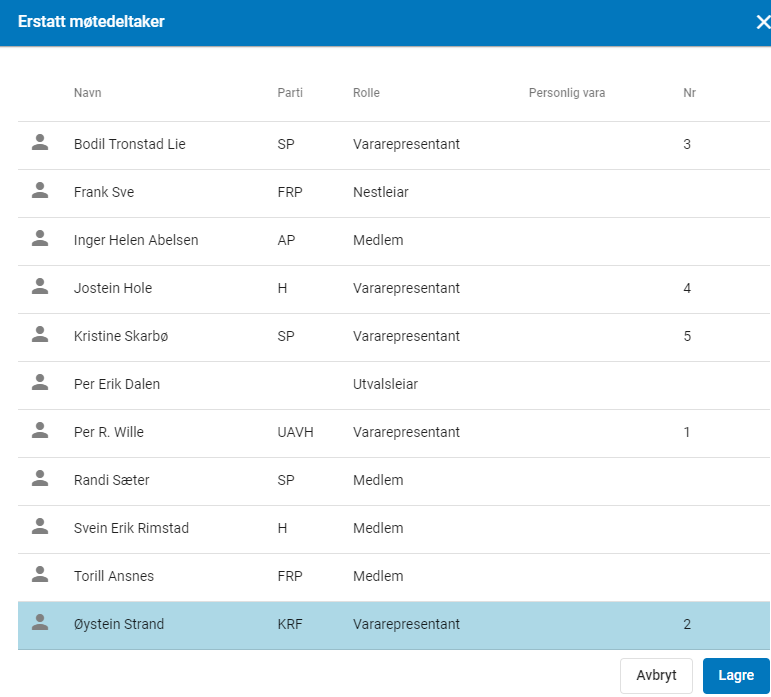 Erstatt møtedeltaker
Navn Parti Rolle Personlig vara Nr
Bodil Tronstad Lie SP Vararepresentant 3
Frank Sve FRP Nestleiar
Inger Helen Abelsen AP Medlem
Jostein Hole H Vararepresentant 4
Kristine Skarbø SP Vararepresentant 5
Per Erik Dalen Utvalsleiar
Per R. Wille UAVH Vararepresentant 1
Randi Sæter SP Medlem
Svein Erik Rimstad H Medlem
Torill Ansnes FRP Medlem
Øystein Strand KRF Vararepresentant 2
Avbryt Lagre